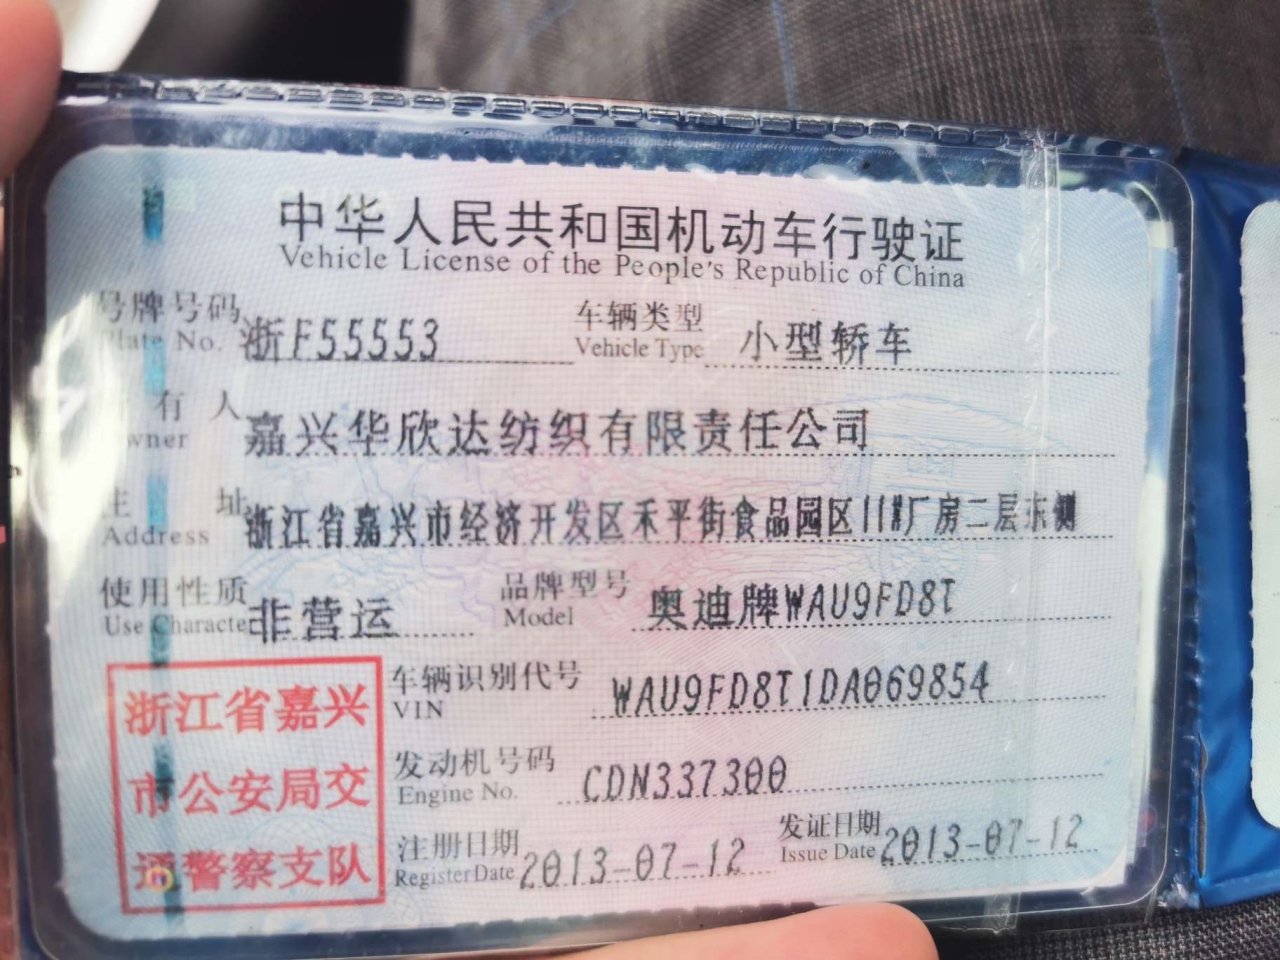 中华人民共和国机动车行驶证
Vehicle License of the People's Republic of China
号牌号码 浙F55553 车辆类型 小型轿车
Plate No. Vehicle Type
所有人 嘉兴华欣达纺织有限责任公司
Owner
住址 浙江省嘉兴市经济开发区禾平街食品园区11#厂房二层东侧
Address
使用性质 非营运 品牌型号 奥迪牌WAU9FD8T
Use Characte Model
浙江省嘉兴
市公安局交
通警察支队
车辆识别代号 WAU9FD8T1DA069854
VIN
发动机号码 CDN337300
Engine No.
注册日期 2013-07-12 发证日期 2013-07-12
Register Date Issue Date